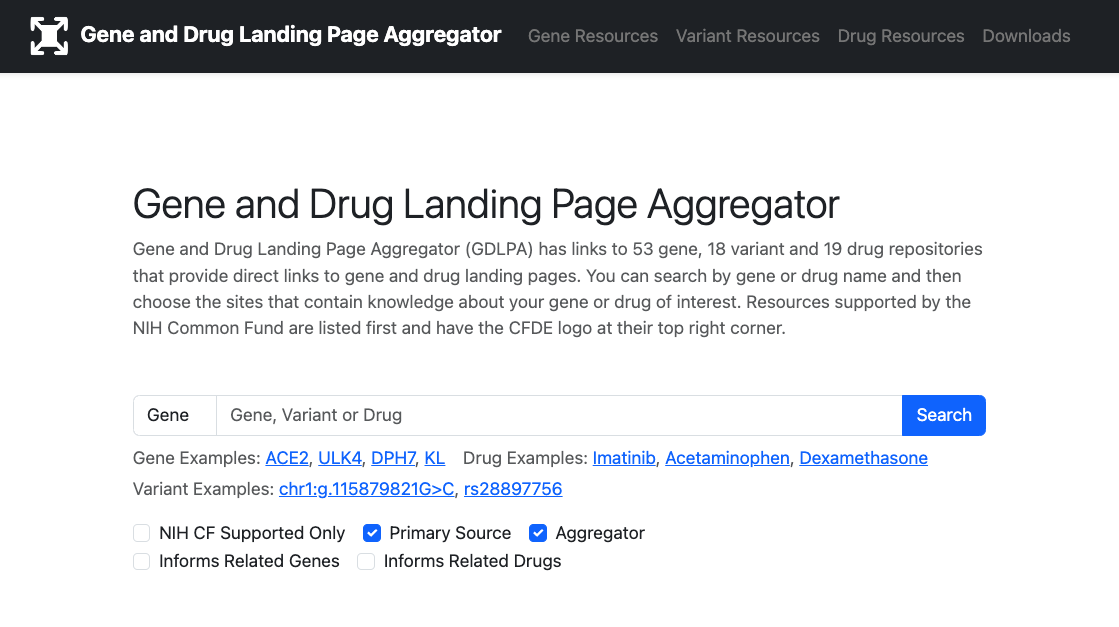 Gene and Drug Landing Page Aggregator Gene Resources Variant Resources Drug Resources Downloads
Gene and Drug Landing Page Aggregator
Gene and Drug Landing Page Aggregator (GDLPA) has links to 53 gene, 18 variant and 19 drug repositories
that provide direct links to gene and drug landing pages. You can search by gene or drug name and then
choose the sites that contain knowledge about your gene or drug of interest. Resources supported by the
NIH Common Fund are listed first and have the CFDE logo at their top right corner.
Gene Gene, Variant or Drug Search
Gene Examples: ACE2, ULK4, DPH7, KL Drug Examples: Imatinib, Acetaminophen, Dexamethasone
Variant Examples: chr1:g.115879821G>C, rs28897756
NIH CF Supported Only Primary Source Aggregator
Informs Related Genes Informs Related Drugs